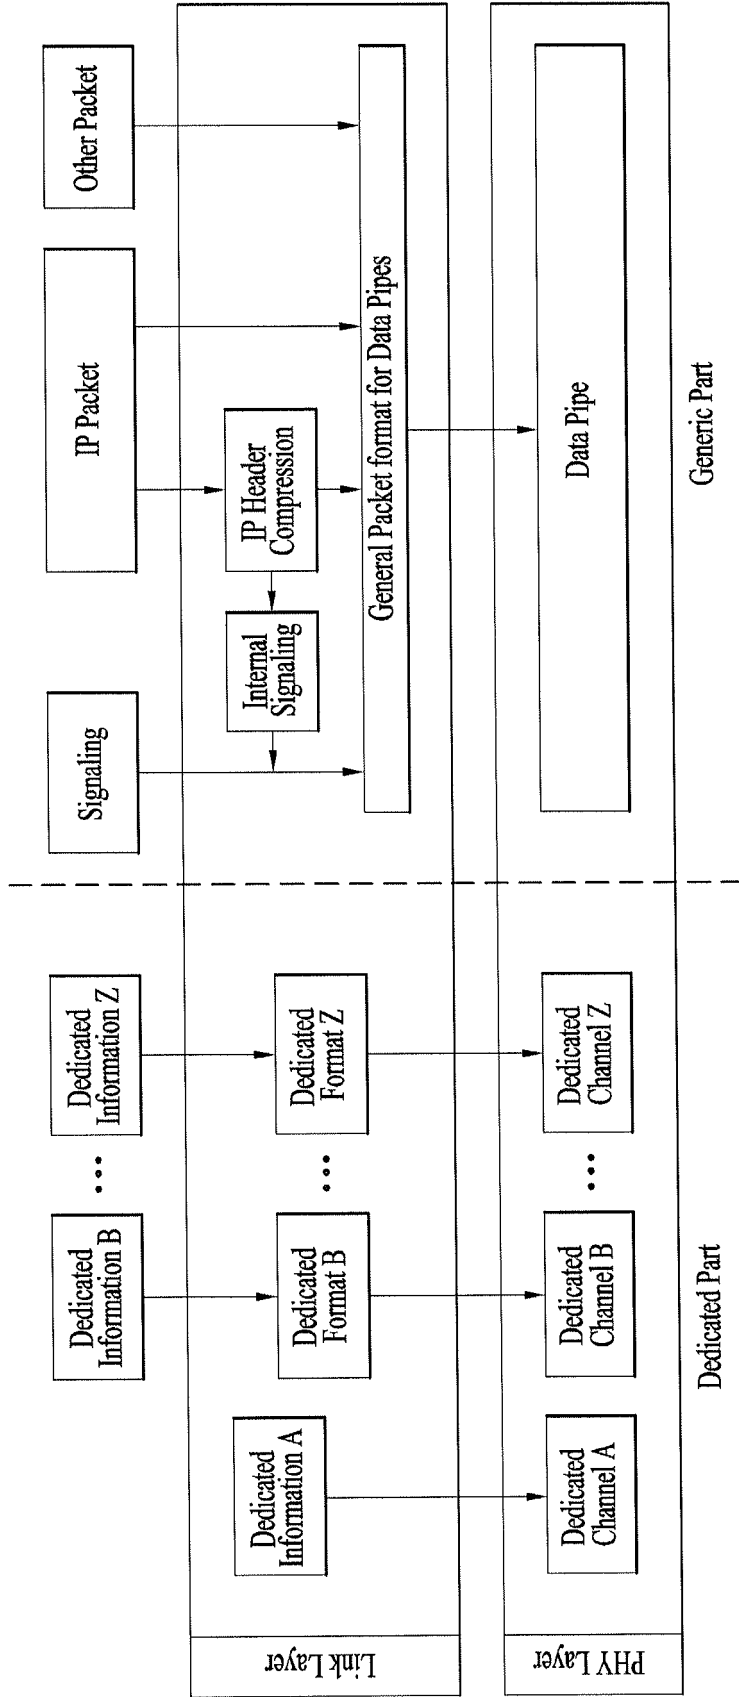 Dedicated
Information B
Dedicated
Information Z
Signaling
IP Packet
Other Packet
Link Layer
Dedicated
Information A
Dedicated
Format B
Dedicated
Format Z
Internal
Signaling
IP Header
Compression
General Packet format for Data Pipes
PHY Layer
Dedicated
Channel A
Dedicated
Channel B
Dedicated
Channel Z
Data Pipe
Dedicated Part
Generic Part